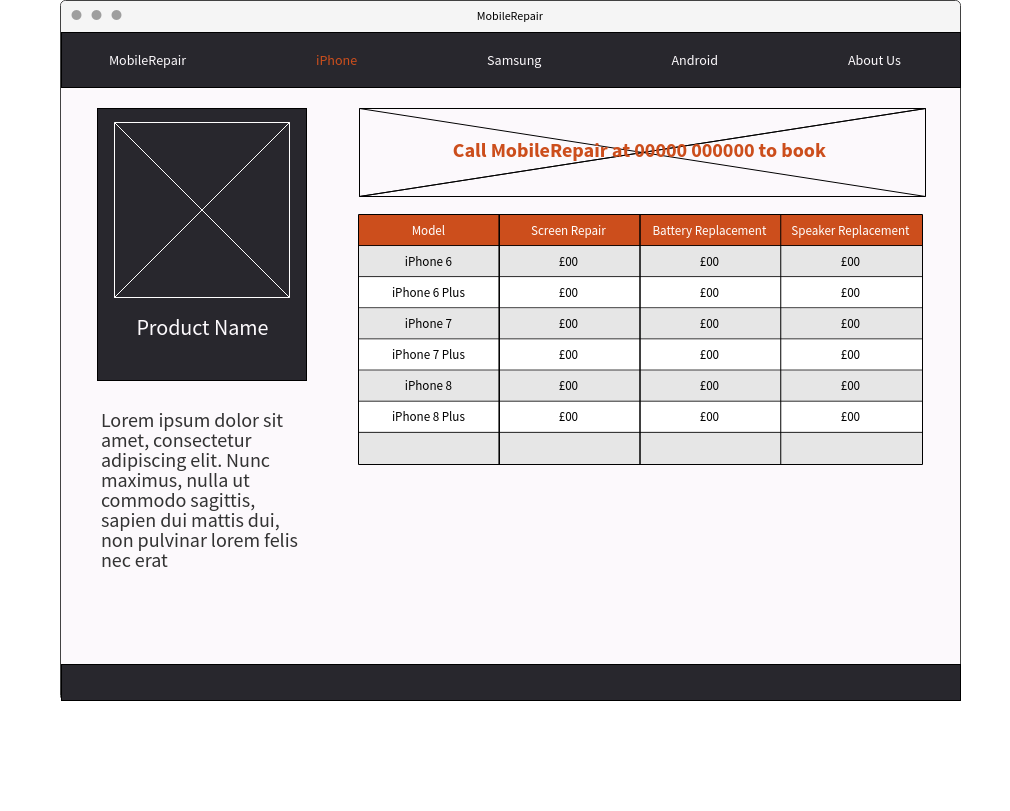 MobileRepair
MobileRepair iPhone Samsung Android About Us
Product Name
Lorem ipsum dolor sit
amet, consectetur
adipiscing elit. Nunc
maximus, nulla ut
commodo sagittis,
sapien dui mattis dui,
non pulvinar lorem felis
nec erat
Call MobileRepair at 00000 000000 to book
Model Screen Repair Battery Replacement Speaker Replacement
iPhone 6 £00 £00 £00
iPhone 6 Plus £00 £00 £00
iPhone 7 £00 £00 £00
iPhone 7 Plus £00 £00 £00
iPhone 8 £00 £00 £00
iPhone 8 Plus £00 £00 £00